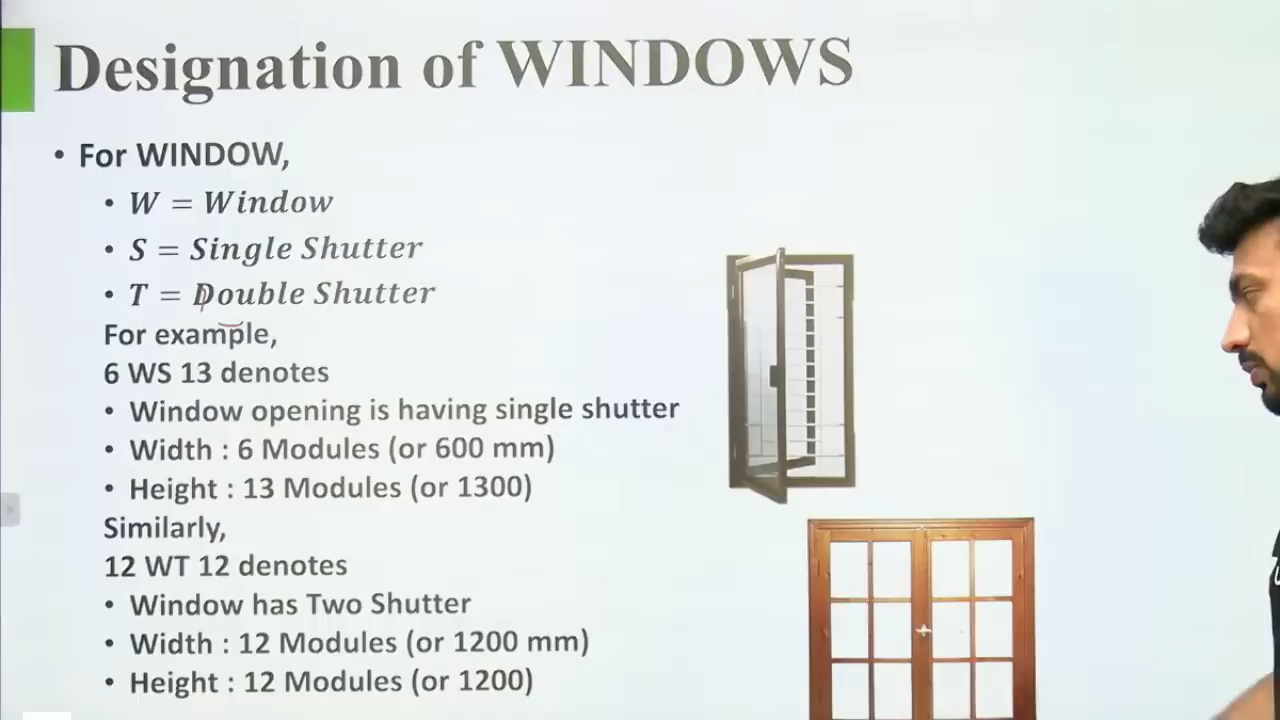 Designation of WINDOWS
• For WINDOW,
• W = Window
• S = Single Shutter
• T = Double Shutter
For example,
6 WS 13 denotes
• Window opening is having single shutter
• Width : 6 Modules (or 600 mm)
• Height : 13 Modules (or 1300)
Similarly,
12 WT 12 denotes
• Window has Two Shutter
• Width : 12 Modules (or 1200 mm)
• Height : 12 Modules (or 1200)